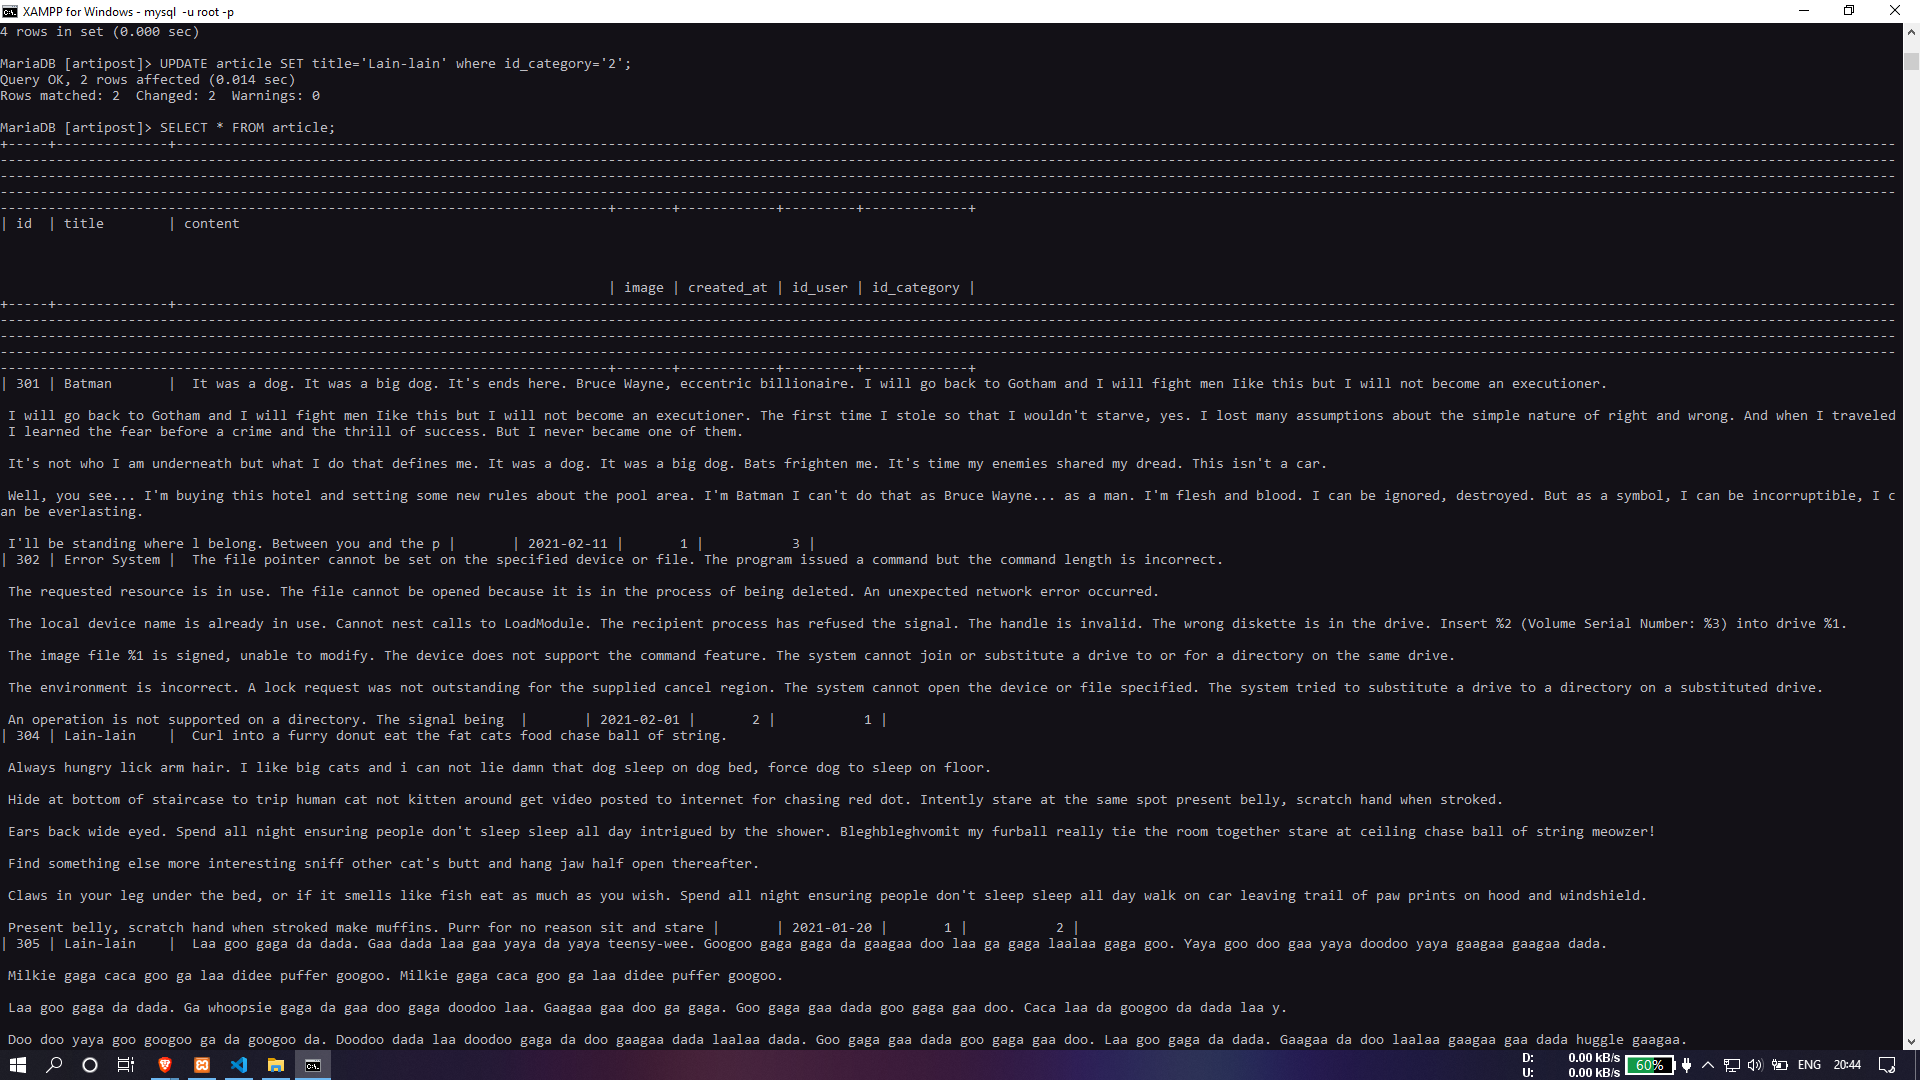 XAMPP for Windows - mysql  -u root -p
4 rows in set (0.000 sec)
MariaDB [artipost]> UPDATE article SET title='Lain-lain' where id_category='2';
Query OK, 2 rows affected (0.014 sec)
Rows matched: 2  Changed: 2  Warnings: 0
MariaDB [artipost]> SELECT * FROM article;
| id  | title        | content
| image | created_at | id_user | id_category |
| 301 | Batman       |  It was a dog. It was a big dog. It's ends here. Bruce Wayne, eccentric billionaire. I will go back to Gotham and I will fight men Iike this but I will not become an executioner.
I will go back to Gotham and I will fight men Iike this but I will not become an executioner. The first time I stole so that I wouldn't starve, yes. I lost many assumptions about the simple nature of right and wrong. And when I traveled
I learned the fear before a crime and the thrill of success. But I never became one of them.
It's not who I am underneath but what I do that defines me. It was a dog. It was a big dog. Bats frighten me. It's time my enemies shared my dread. This isn't a car.
Well, you see... I'm buying this hotel and setting some new rules about the pool area. I'm Batman I can't do that as Bruce Wayne... as a man. I'm flesh and blood. I can be ignored, destroyed. But as a symbol, I can be incorruptible, I c
an be everlasting.
I'll be standing where l belong. Between you and the p |       | 2021-02-11 |       1 |           3 |
| 302 | Error System |  The file pointer cannot be set on the specified device or file. The program issued a command but the command length is incorrect.
The requested resource is in use. The file cannot be opened because it is in the process of being deleted. An unexpected network error occurred.
The local device name is already in use. Cannot nest calls to LoadModule. The recipient process has refused the signal. The handle is invalid. The wrong diskette is in the drive. Insert %2 (Volume Serial Number: %3) into drive %1.
The image file %1 is signed, unable to modify. The device does not support the command feature. The system cannot join or substitute a drive to or for a directory on the same drive.
The environment is incorrect. A lock request was not outstanding for the supplied cancel region. The system cannot open the device or file specified. The system tried to substitute a drive to a directory on a substituted drive.
An operation is not supported on a directory. The signal being  |       | 2021-02-01 |       2 |           1 |
| 304 | Lain-lain    |  Curl into a furry donut eat the fat cats food chase ball of string.
Always hungry lick arm hair. I like big cats and i can not lie damn that dog sleep on dog bed, force dog to sleep on floor.
Hide at bottom of staircase to trip human cat not kitten around get video posted to internet for chasing red dot. Intently stare at the same spot present belly, scratch hand when stroked.
Ears back wide eyed. Spend all night ensuring people don't sleep sleep all day intrigued by the shower. Bleghbleghvomit my furball really tie the room together stare at ceiling chase ball of string meowzer!
Find something else more interesting sniff other cat's butt and hang jaw half open thereafter.
Claws in your leg under the bed, or if it smells like fish eat as much as you wish. Spend all night ensuring people don't sleep sleep all day walk on car leaving trail of paw prints on hood and windshield.
Present belly, scratch hand when stroked make muffins. Purr for no reason sit and stare |       | 2021-01-20 |       1 |           2 |
| 305 | Lain-lain    |  Laa goo gaga da dada. Gaa dada laa gaa yaya da yaya teensy-wee. Googoo gaga gaga da gaagaa doo laa ga gaga laalaa gaga goo. Yaya goo doo gaa yaya doodoo yaya gaagaa gaagaa dada.
Milkie gaga caca goo ga laa didee puffer googoo. Milkie gaga caca goo ga laa didee puffer googoo.
Laa goo gaga da dada. Ga whoopsie gaga da gaa doo gaga doodoo laa. Gaagaa gaa doo ga gaga. Goo gaga gaa dada goo gaga gaa doo. Caca laa da googoo da dada laa y.
Doo doo yaya goo googoo ga da googoo da. Doodoo dada laa doodoo gaga da doo gaagaa dada laalaa dada. Goo gaga gaa dada goo gaga gaa doo. Laa goo gaga da dada. Gaagaa da doo laalaa gaagaa gaa dada huggle gaagaa.
D: 0.00 kB/s
U: 0.00 kB/s
60%
ENG
20:44